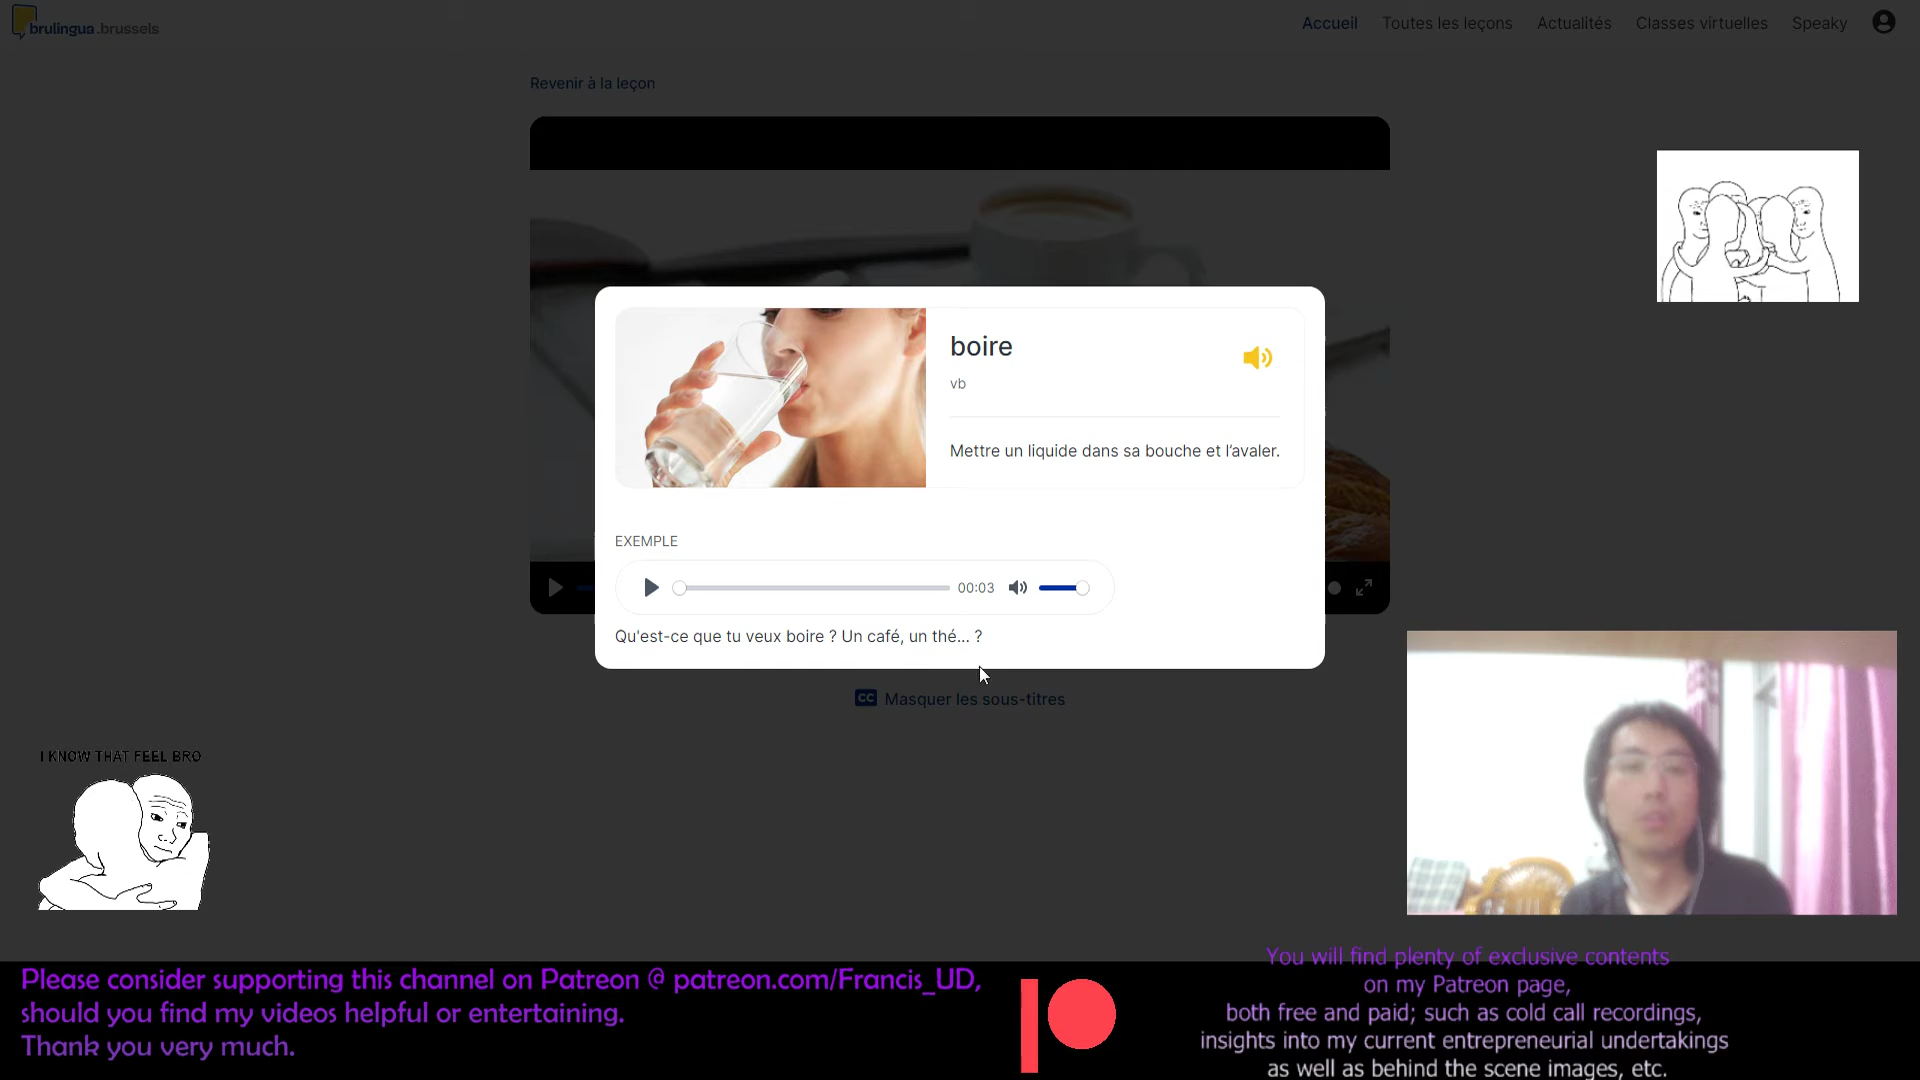 brulingua.brussels
Accueil Toutes les leçons Actualités Classes virtuelles Speaky
Revenir à la leçon
boire
vb
Mettre un liquide dans sa bouche et l’avaler.
EXEMPLE
00:03
Qu'est-ce que tu veux boire ? Un café, un thé... ?
CC Masquer les sous-titres
I KNOW THAT FEEL BRO
Please consider supporting this channel on Patreon @ patreon.com/Francis_UD,
should you find my videos helpful or entertaining.
Thank you very much.
You will find plenty of exclusive contents
on my Patreon page,
both free and paid; such as cold call recordings,
insights into my current entrepreneurial undertakings
as well as behind the scene images, etc.